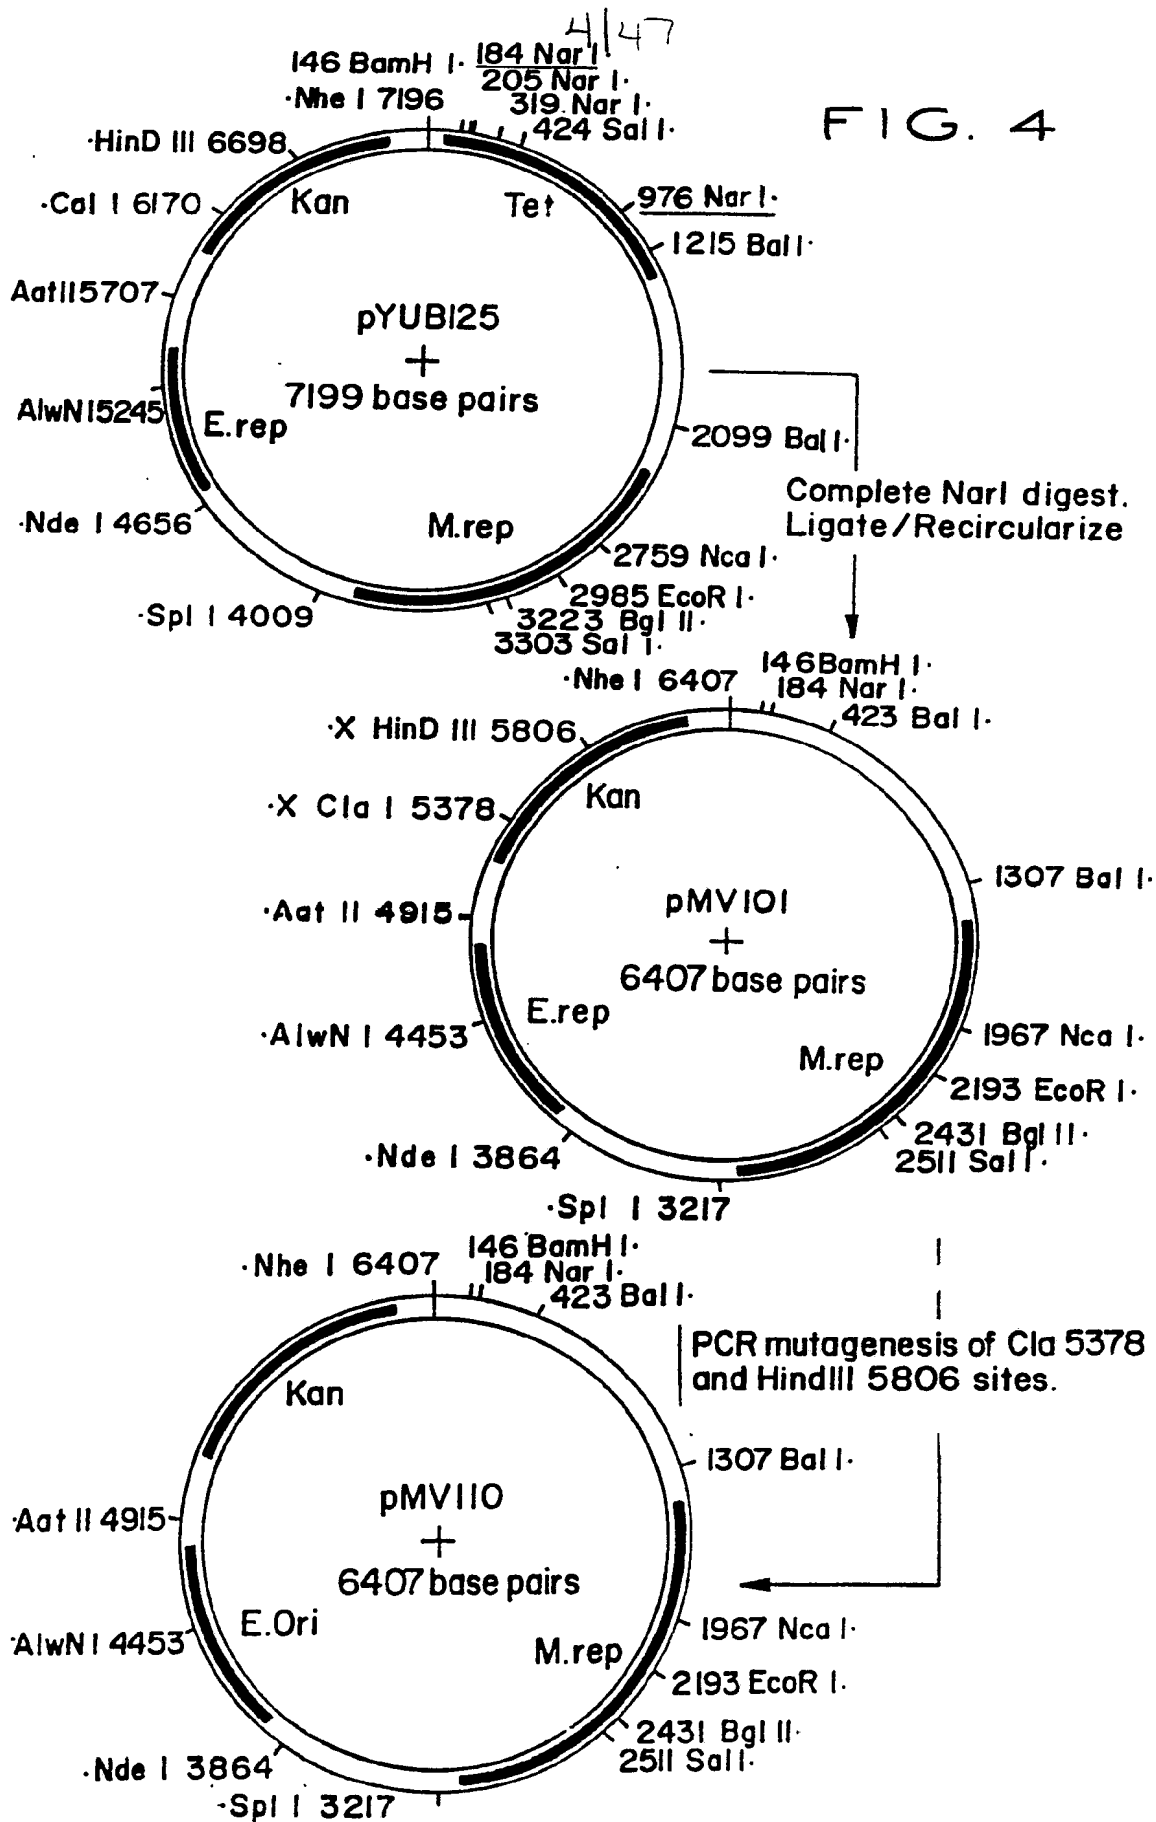 4/47
FIG. 4
146 BamH I·
184 Nar I·
205 Nar I·
·Nhe I 7196
319 Nar I·
424 Sal I·
·HinD III 6698
976 Nar I·
·Cal I 6170
Kan
Tet
1215 Bal I·
Aat II 5707
pYUB125
+
7199 base pairs
AlwN I 5245
E.rep
2099 Bal I·
Complete NarI digest.
Ligate/Recircularize
·Nde I 4656
M.rep
2759 Nca I·
2985 EcoR I·
·Spl I 4009
3223 Bgl II·
3303 Sal I·
146 BamH I·
·Nhe I 6407
184 Nar I·
423 Bal I·
·X HinD III 5806
Kan
·X Cla I 5378
1307 Bal I·
·Aat II 4915
pMV101
+
6407 base pairs
E.rep
·AlwN I 4453
1967 Nca I·
M.rep
2193 EcoR I·
2431 Bgl II·
·Nde I 3864
2511 Sal I·
·Spl I 3217
146 BamH I·
·Nhe I 6407
184 Nar I·
423 Bal I·
PCR mutagenesis of Cla 5378
and HindIII 5806 sites.
Kan
1307 Bal I·
·Aat II 4915
pMV110
+
6407 base pairs
E.Ori
·AlwN I 4453
1967 Nca I·
M.rep
2193 EcoR I·
2431 Bgl II·
2511 Sal I·
·Nde I 3864
·Spl I 3217